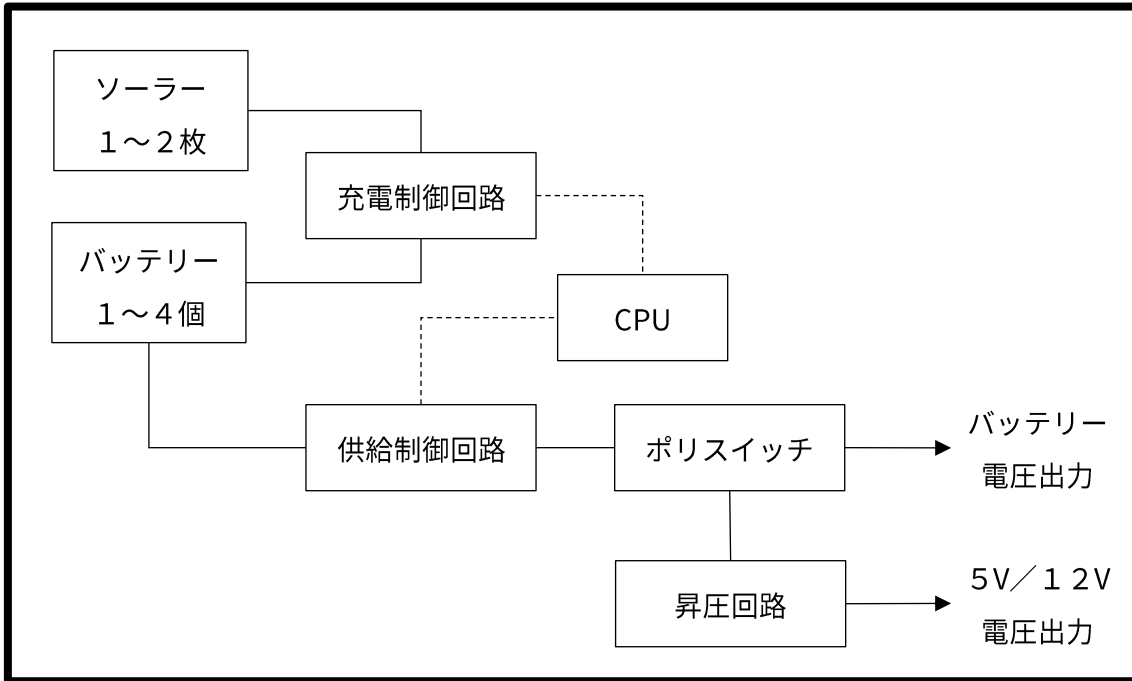 ソーラー
１～２枚
充電制御回路
バッテリー
１～４個
CPU
供給制御回路
ポリスイッチ
バッテリー
電圧出力
昇圧回路
５V／１２V
電圧出力